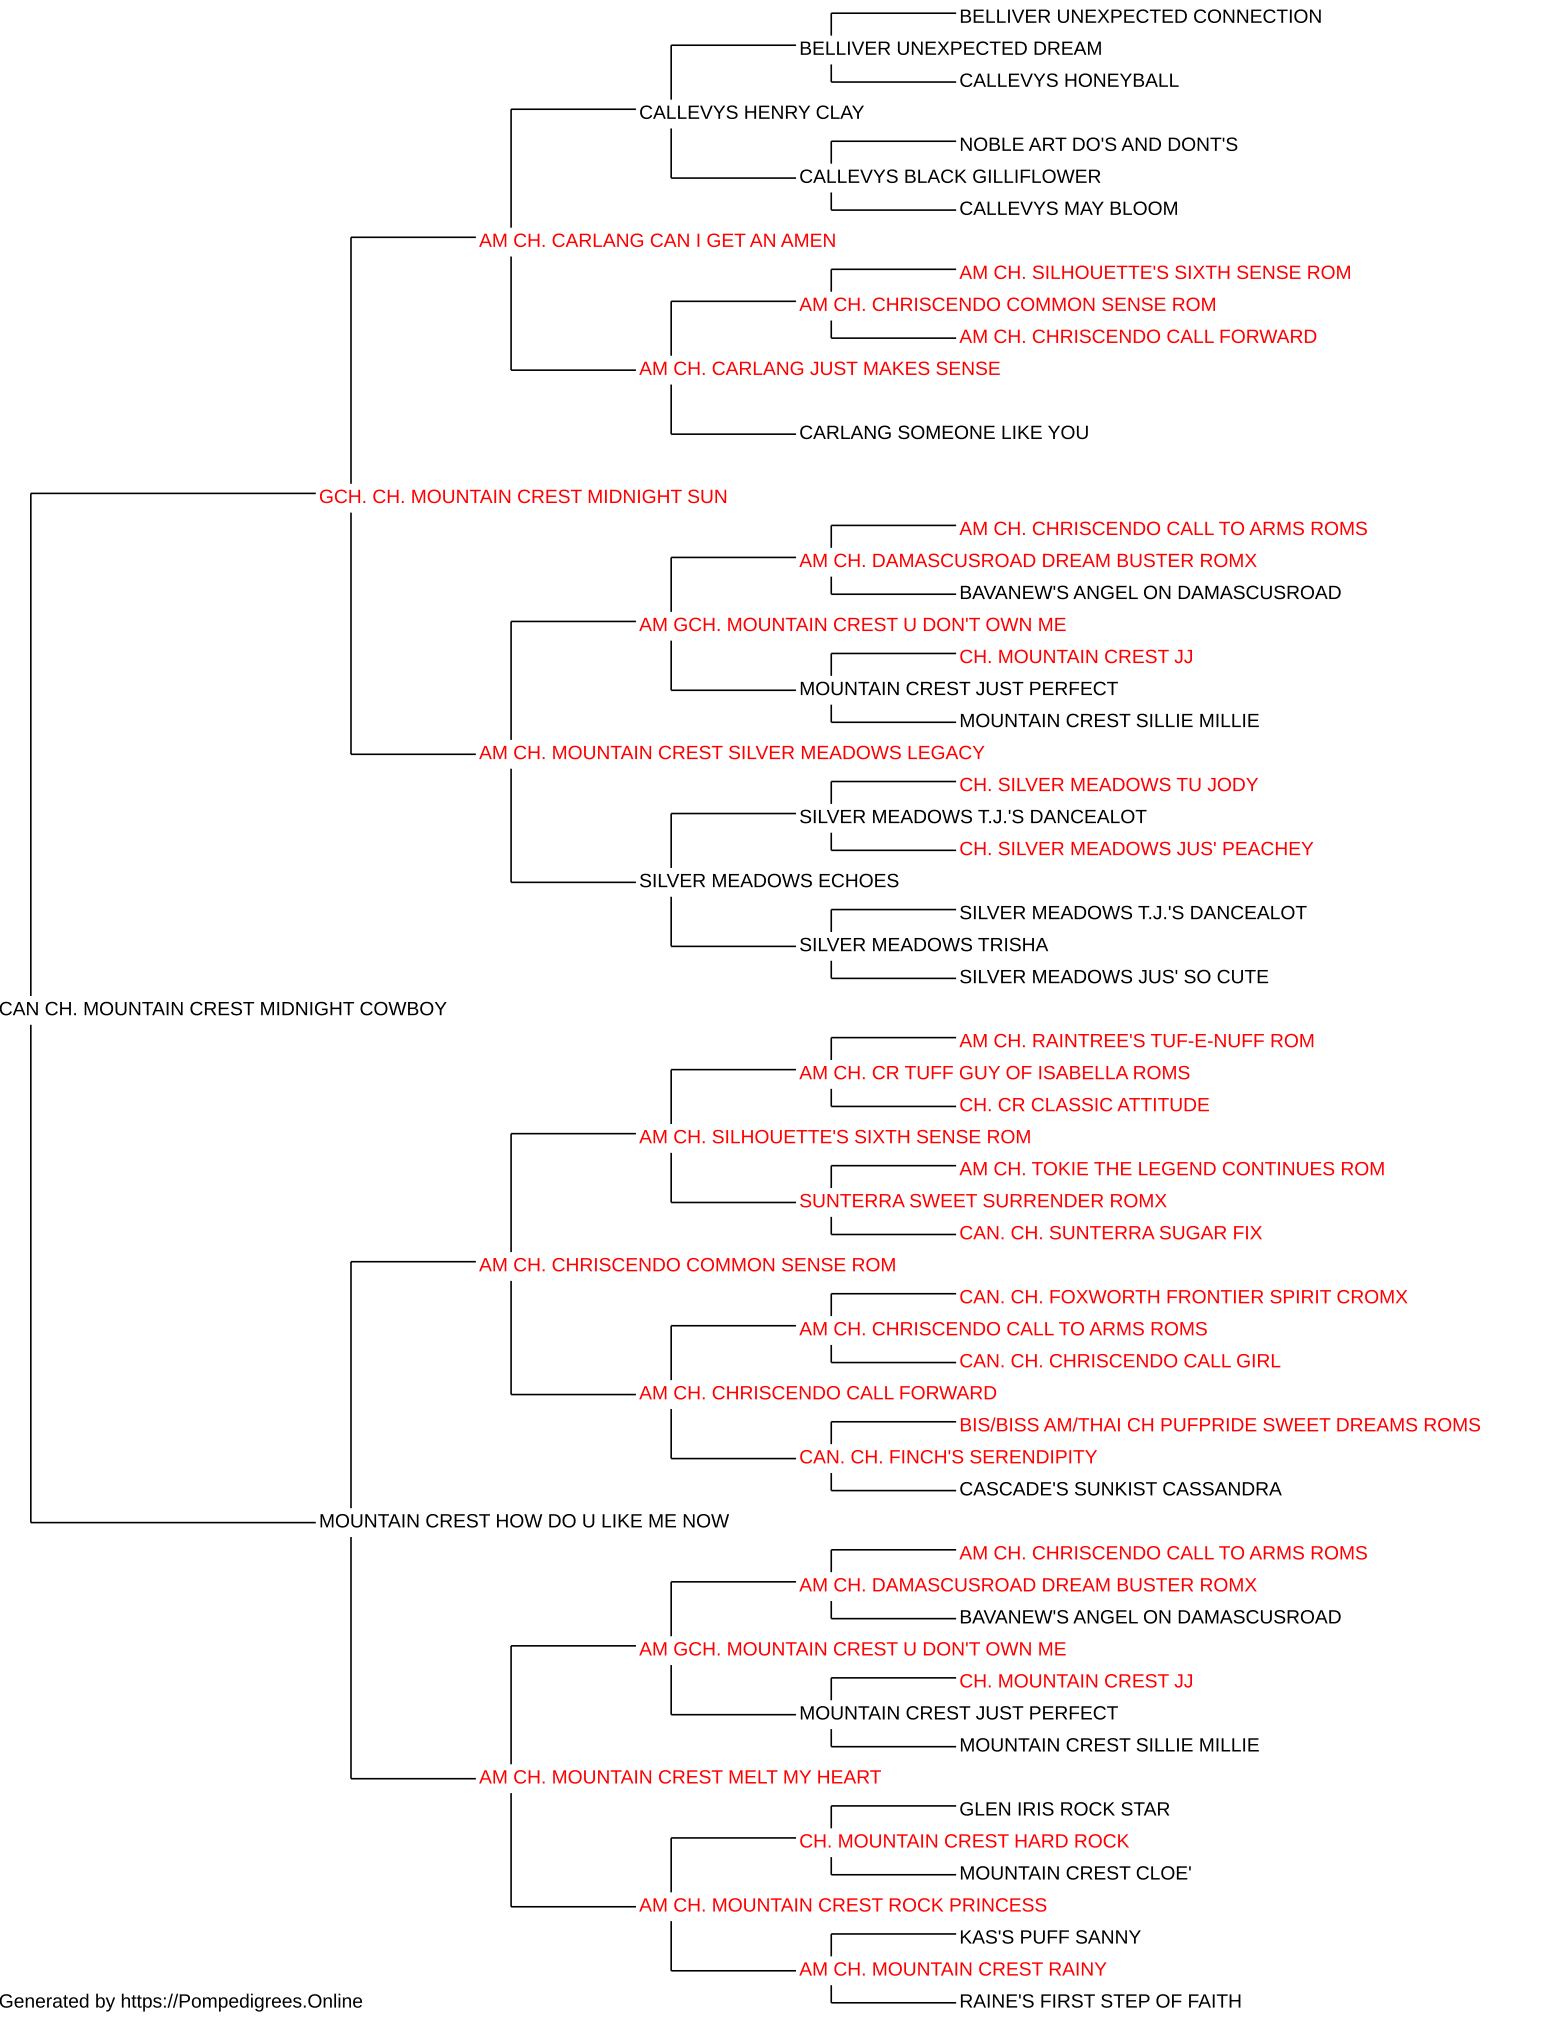 BELLIVER UNEXPECTED CONNECTION
BELLIVER UNEXPECTED DREAM
CALLEVYS HONEYBALL
CALLEVYS HENRY CLAY
NOBLE ART DO'S AND DONT'S
CALLEVYS BLACK GILLIFLOWER
CALLEVYS MAY BLOOM
AM CH. CARLANG CAN I GET AN AMEN
AM CH. SILHOUETTE'S SIXTH SENSE ROM
AM CH. CHRISCENDO COMMON SENSE ROM
AM CH. CHRISCENDO CALL FORWARD
AM CH. CARLANG JUST MAKES SENSE
CARLANG SOMEONE LIKE YOU
GCH. CH. MOUNTAIN CREST MIDNIGHT SUN
AM CH. CHRISCENDO CALL TO ARMS ROMS
AM CH. DAMASCUSROAD DREAM BUSTER ROMX
BAVANEW'S ANGEL ON DAMASCUSROAD
AM GCH. MOUNTAIN CREST U DON'T OWN ME
CH. MOUNTAIN CREST JJ
MOUNTAIN CREST JUST PERFECT
MOUNTAIN CREST SILLIE MILLIE
AM CH. MOUNTAIN CREST SILVER MEADOWS LEGACY
CH. SILVER MEADOWS TU JODY
SILVER MEADOWS T.J.'S DANCEALOT
CH. SILVER MEADOWS JUS' PEACHEY
SILVER MEADOWS ECHOES
SILVER MEADOWS T.J.'S DANCEALOT
SILVER MEADOWS TRISHA
SILVER MEADOWS JUS' SO CUTE
CAN CH. MOUNTAIN CREST MIDNIGHT COWBOY
AM CH. RAINTREE'S TUF-E-NUFF ROM
AM CH. CR TUFF GUY OF ISABELLA ROMS
CH. CR CLASSIC ATTITUDE
AM CH. SILHOUETTE'S SIXTH SENSE ROM
AM CH. TOKIE THE LEGEND CONTINUES ROM
SUNTERRA SWEET SURRENDER ROMX
CAN. CH. SUNTERRA SUGAR FIX
AM CH. CHRISCENDO COMMON SENSE ROM
CAN. CH. FOXWORTH FRONTIER SPIRIT CROMX
AM CH. CHRISCENDO CALL TO ARMS ROMS
CAN. CH. CHRISCENDO CALL GIRL
AM CH. CHRISCENDO CALL FORWARD
BIS/BISS AM/THAI CH PUFPRIDE SWEET DREAMS ROMS
CAN. CH. FINCH'S SERENDIPITY
CASCADE'S SUNKIST CASSANDRA
MOUNTAIN CREST HOW DO U LIKE ME NOW
AM CH. CHRISCENDO CALL TO ARMS ROMS
AM CH. DAMASCUSROAD DREAM BUSTER ROMX
BAVANEW'S ANGEL ON DAMASCUSROAD
AM GCH. MOUNTAIN CREST U DON'T OWN ME
CH. MOUNTAIN CREST JJ
MOUNTAIN CREST JUST PERFECT
MOUNTAIN CREST SILLIE MILLIE
AM CH. MOUNTAIN CREST MELT MY HEART
GLEN IRIS ROCK STAR
CH. MOUNTAIN CREST HARD ROCK
MOUNTAIN CREST CLOE'
AM CH. MOUNTAIN CREST ROCK PRINCESS
KAS'S PUFF SANNY
AM CH. MOUNTAIN CREST RAINY
RAINE'S FIRST STEP OF FAITH
Generated by https://Pompedigrees.Online